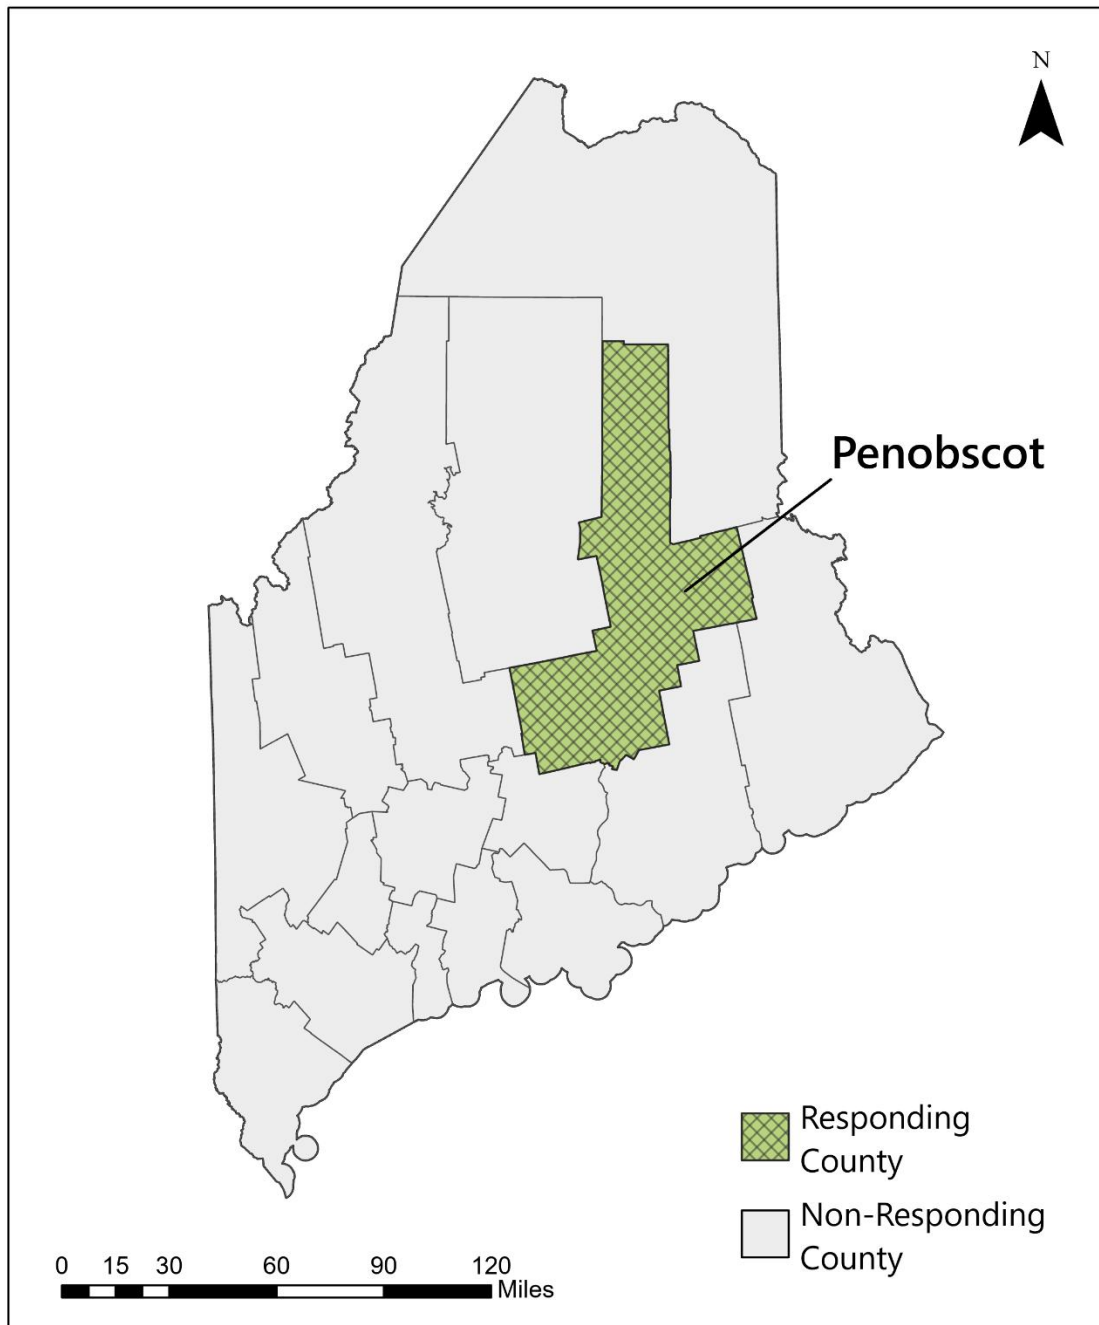 N
Penobscot
Responding
County
Non-Responding
County
0 15 30 60 90 120
Miles